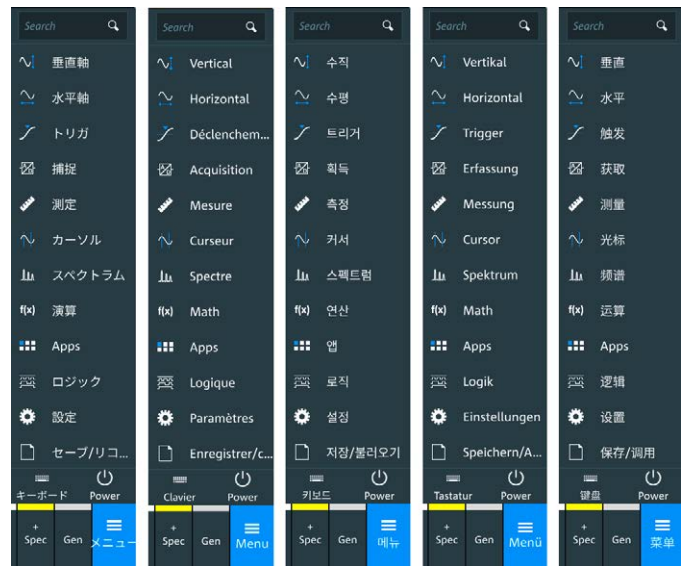 Search
垂直軸
水平軸
トリガ
捕捉
測定
カーソル
スペクトラム
f(x) 演算
Apps
ロジック
設定
セーブ/リコ...
キーボード Power
+
Spec Gen メニュー
Search
Vertical
Horizontal
Déclenchem...
Acquisition
Mesure
Curseur
Spectre
f(x) Math
Apps
Logique
Paramètres
Enregistrer/c...
Clavier Power
+
Spec Gen Menu
Search
수직
수평
트리거
획득
측정
커서
스펙트럼
f(x) 연산
앱
로직
설정
저장/불러오기
키보드 Power
+
Spec Gen 메뉴
Search
Vertikal
Horizontal
Trigger
Erfassung
Messung
Cursor
Spektrum
f(x) Math
Apps
Logik
Einstellungen
Speichern/A...
Tastatur Power
+
Spec Gen Menü
Search
垂直
水平
触发
获取
测量
光标
频谱
f(x) 运算
Apps
逻辑
设置
保存/调用
键盘 Power
+
Spec Gen 菜单